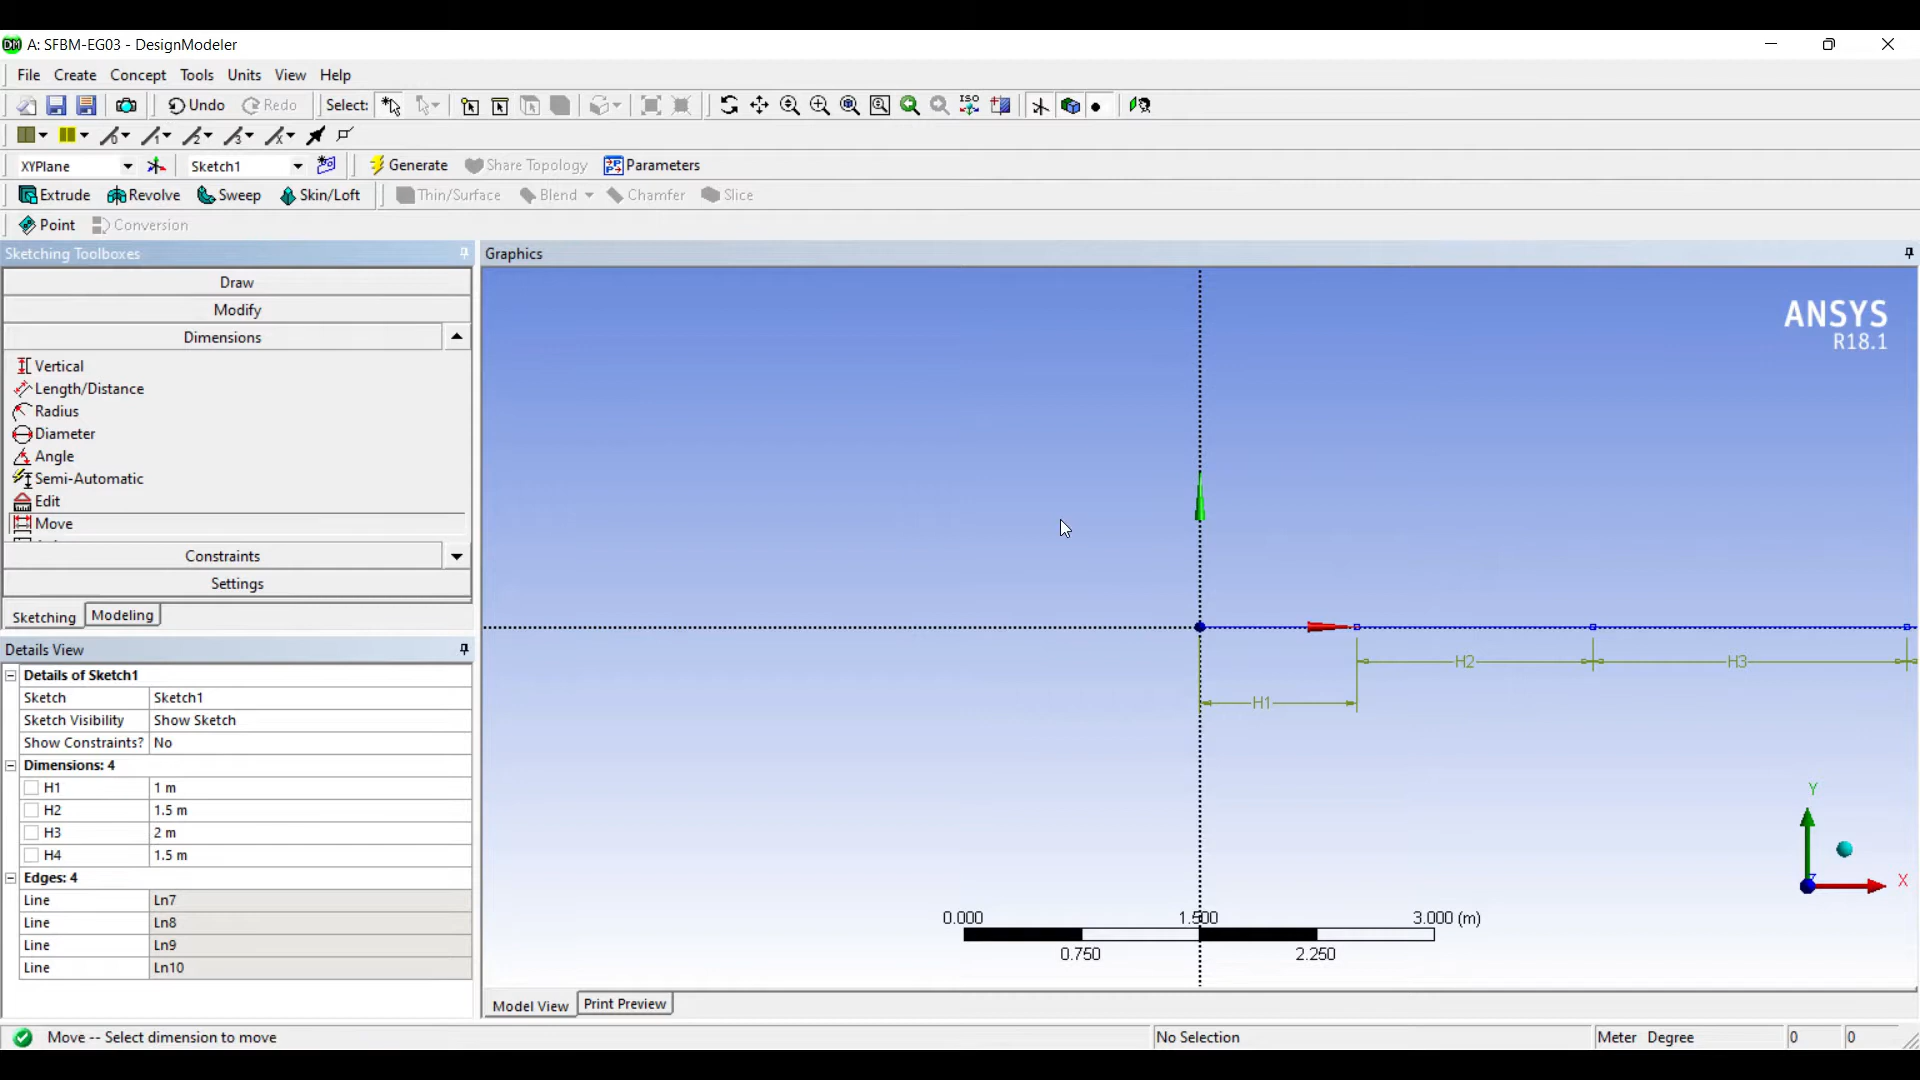 A: SFBM-EG03 - DesignModeler
File Create Concept Tools Units View Help
Undo Redo Select: ISO
XYPlane Sketch1 Generate Share Topology Parameters
Extrude Revolve Sweep Skin/Loft Thin/Surface Blend Chamfer Slice
Point Conversion
Sketching Toolboxes
Draw
Modify
Dimensions
Vertical
Length/Distance
Radius
Diameter
Angle
Semi-Automatic
Edit
Move
Constraints
Settings
Sketching Modeling
Details View
Details of Sketch1
Sketch Sketch1
Sketch Visibility Show Sketch
Show Constraints? No
Dimensions: 4
H1 1 m
H2 1.5 m
H3 2 m
H4 1.5 m
Edges: 4
Line Ln7
Line Ln8
Line Ln9
Line Ln10
Graphics
ANSYS
R18.1
H2 H3
H1
Y
X
0.000 1.500 3.000 (m)
0.750 2.250
Model View Print Preview
Move -- Select dimension to move No Selection Meter Degree 0 0